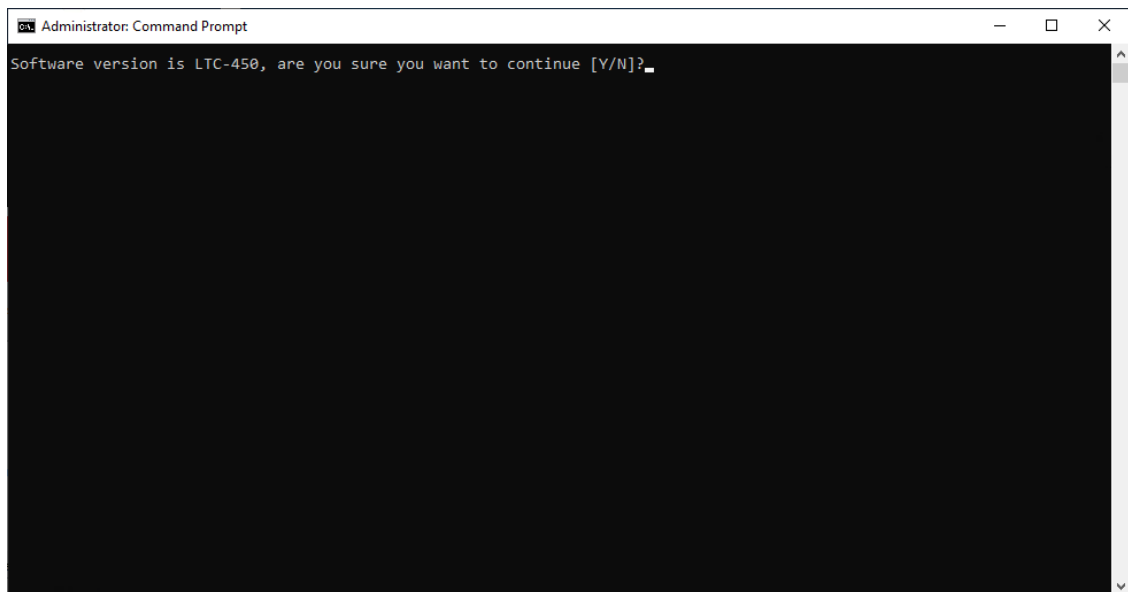 Administrator: Command Prompt
Software version is LTC-450, are you sure you want to continue [Y/N]?